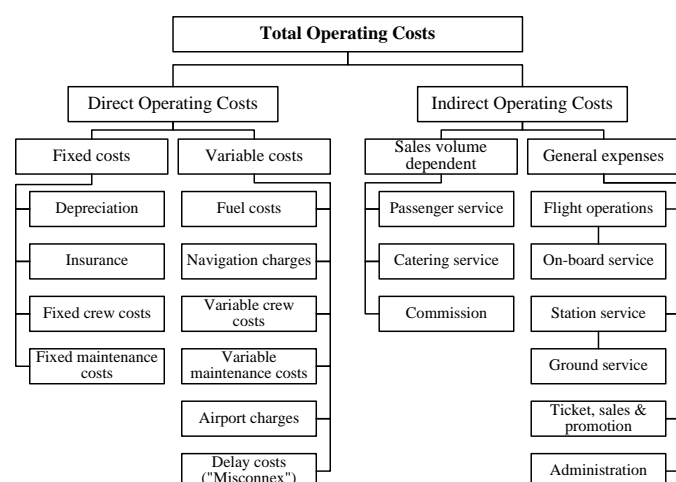 Total Operating Costs
Direct Operating Costs
Indirect Operating Costs
Fixed costs
Variable costs
Sales volume
dependent
General expenses
Depreciation
Fuel costs
Passenger service
Flight operations
Insurance
Navigation charges
Catering service
On-board service
Fixed crew costs
Variable crew
costs
Commission
Station service
Fixed maintenance
costs
Variable
maintenance costs
Ground service
Airport charges
Ticket, sales &
promotion
Delay costs
("Misconnex")
Administration